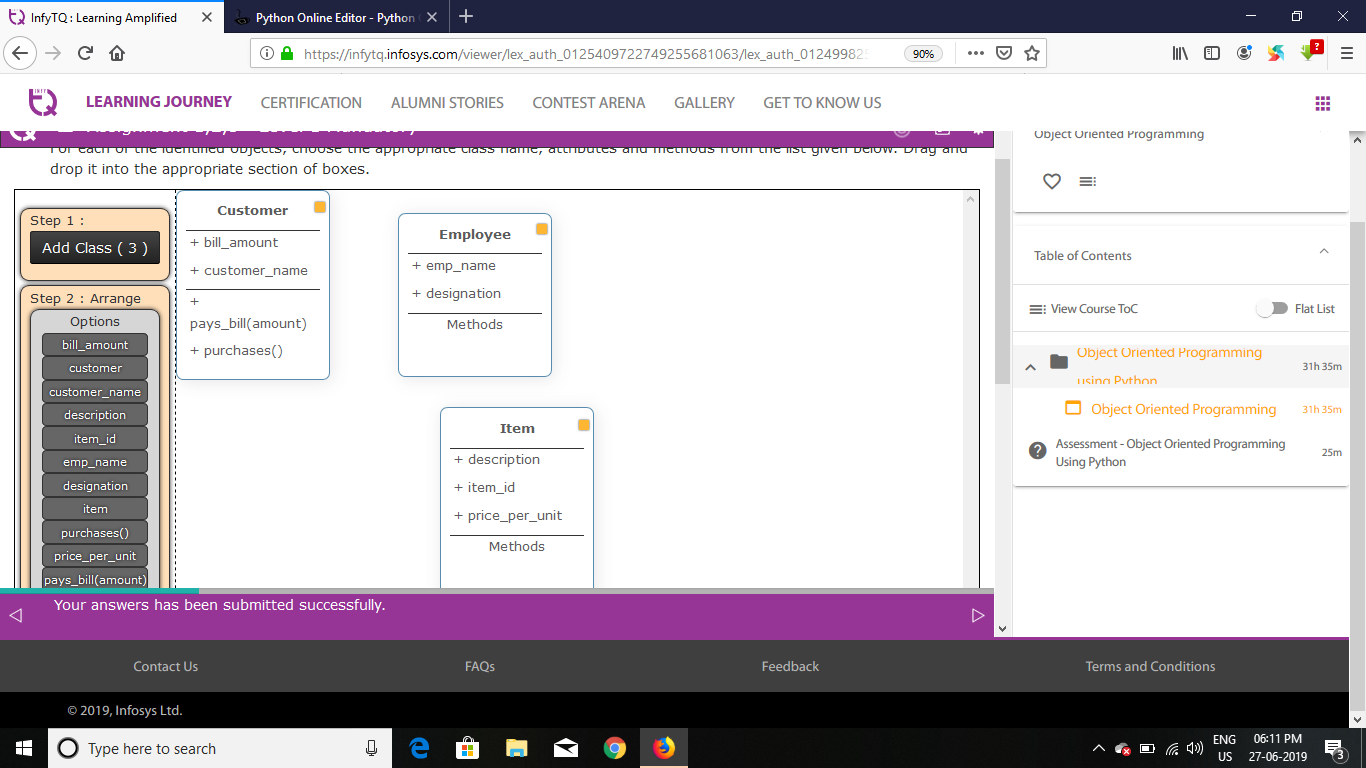 InfyTQ : Learning Amplified
Python Online Editor - Python
https://infytq.infosys.com/viewer/lex_auth_0125409722749255681063/lex_auth_01249982
90%
?
LEARNING JOURNEY
CERTIFICATION
ALUMNI STORIES
CONTEST ARENA
GALLERY
GET TO KNOW US
For each of the identified objects, choose the appropriate class name, attributes and methods from the list given below. Drag and
drop it into the appropriate section of boxes.
Step 1 :
Add Class ( 3 )
Step 2 : Arrange
Options
bill_amount
customer
customer_name
description
item_id
emp_name
designation
item
purchases()
price_per_unit
pays_bill(amount)
Customer
+ bill_amount
+ customer_name
+
pays_bill(amount)
+ purchases()
Employee
+ emp_name
+ designation
Methods
Item
+ description
+ item_id
+ price_per_unit
Methods
Your answers has been submitted successfully.
Object Oriented Programming
Table of Contents
View Course ToC
Flat List
Object Oriented Programming
using Python
31h 35m
Object Oriented Programming
31h 35m
Assessment - Object Oriented Programming
Using Python
25m
Contact Us
FAQs
Feedback
Terms and Conditions
© 2019, Infosys Ltd.
Type here to search
ENG
US
06:11 PM
27-06-2019
3